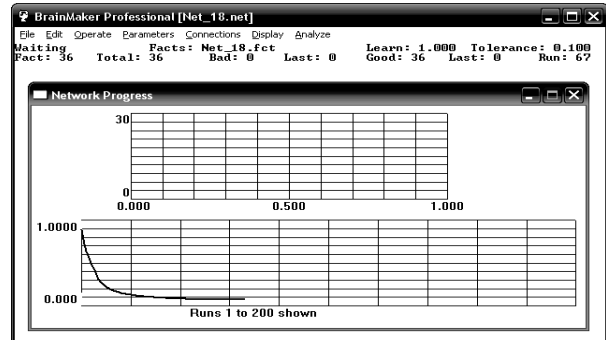 BrainMaker Professional [Net_18.net]
File Edit Operate Parameters Connections Display Analyze
Waiting Facts: Net_18.fct Learn: 1.000 Tolerance: 0.100
Fact: 36 Total: 36 Bad: 0 Last: 0 Good: 36 Last: 0 Run: 67
Network Progress
30
0
0.000 0.500 1.000
1.0000
0.000
Runs 1 to 200 shown